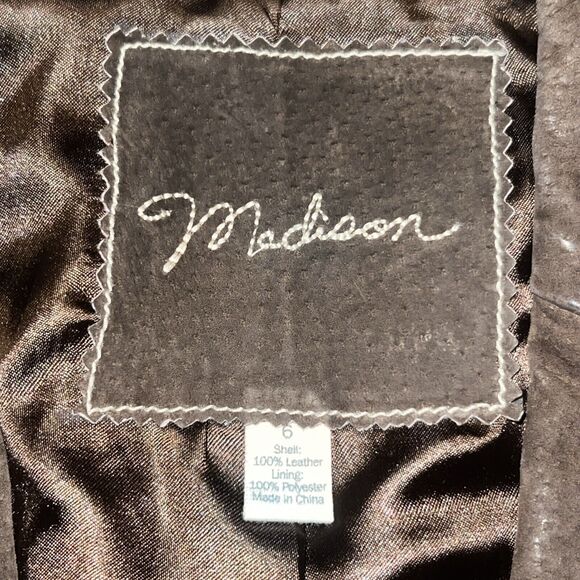 Madison
6
Shell:
100% Leather
Lining:
100% Polyester
Made in China